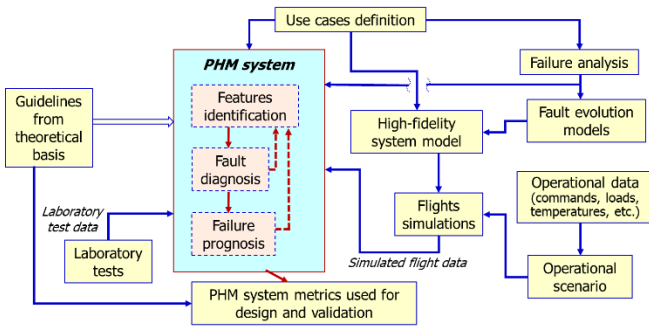 Use cases definition
PHM system
Failure analysis
Features
identification
Guidelines
from
theoretical
basis
High-fidelity
system model
Fault evolution
models
Fault
diagnosis
Operational data
(commands, loads,
temperatures, etc.)
Laboratory
test data
Failure
prognosis
Flights
simulations
Laboratory
tests
Simulated flight data
Operational
scenario
PHM system metrics used for
design and validation